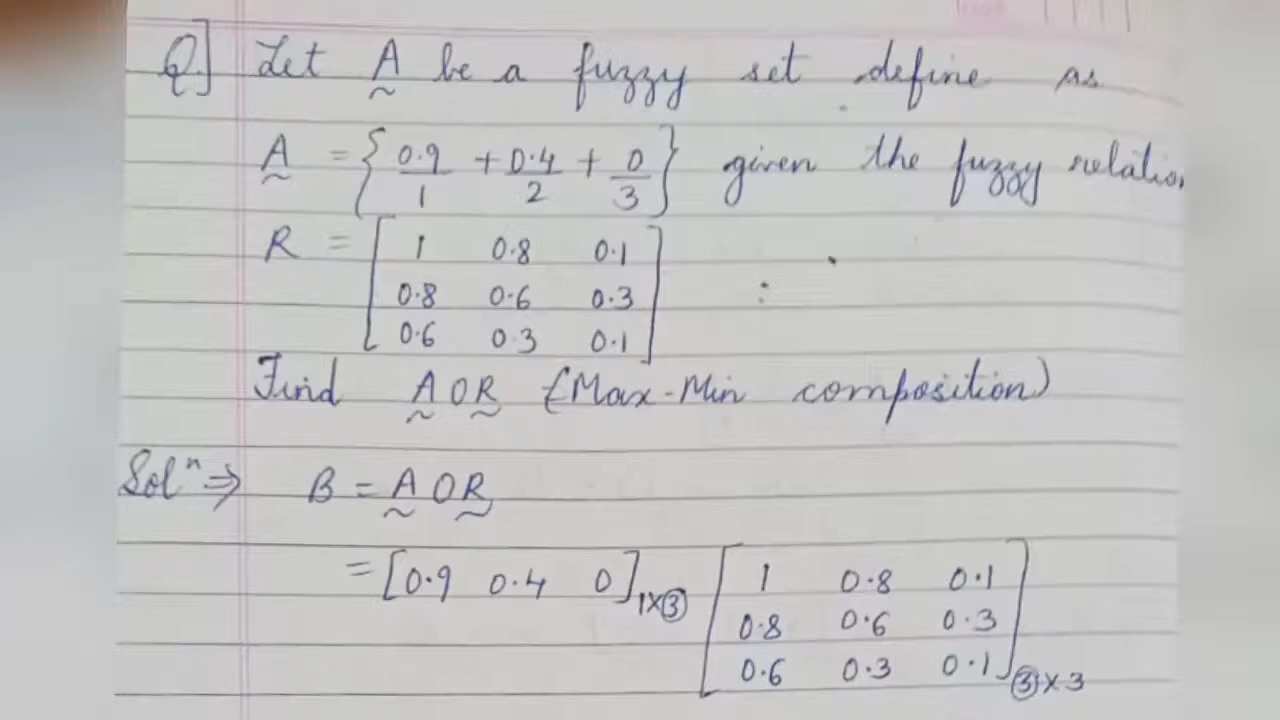 Q.] Let A be a fuzzy set define as
A = { 0.9/1 + 0.4/2 + 0/3 } given the fuzzy relation
R = [ 1 0.8 0.1
0.8 0.6 0.3
0.6 0.3 0.1 ]
Find A O R (Max-Min composition)
Solⁿ ⇒ B = A O R
= [0.9 0.4 0]1×③ [ 1 0.8 0.1
0.8 0.6 0.3
0.6 0.3 0.1 ]③×3